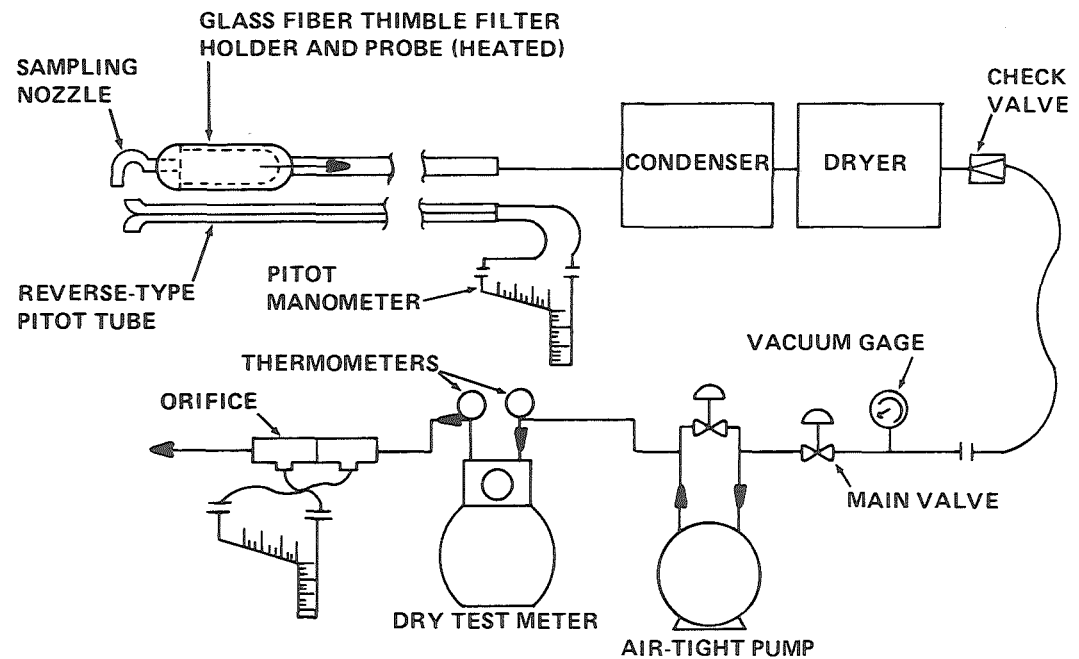 GLASS FIBER THIMBLE FILTER
HOLDER AND PROBE (HEATED)
SAMPLING
NOZZLE
CHECK
VALVE
CONDENSER
DRYER
REVERSE-TYPE
PITOT TUBE
PITOT
MANOMETER
VACUUM GAGE
THERMOMETERS
ORIFICE
MAIN VALVE
DRY TEST METER
AIR-TIGHT PUMP